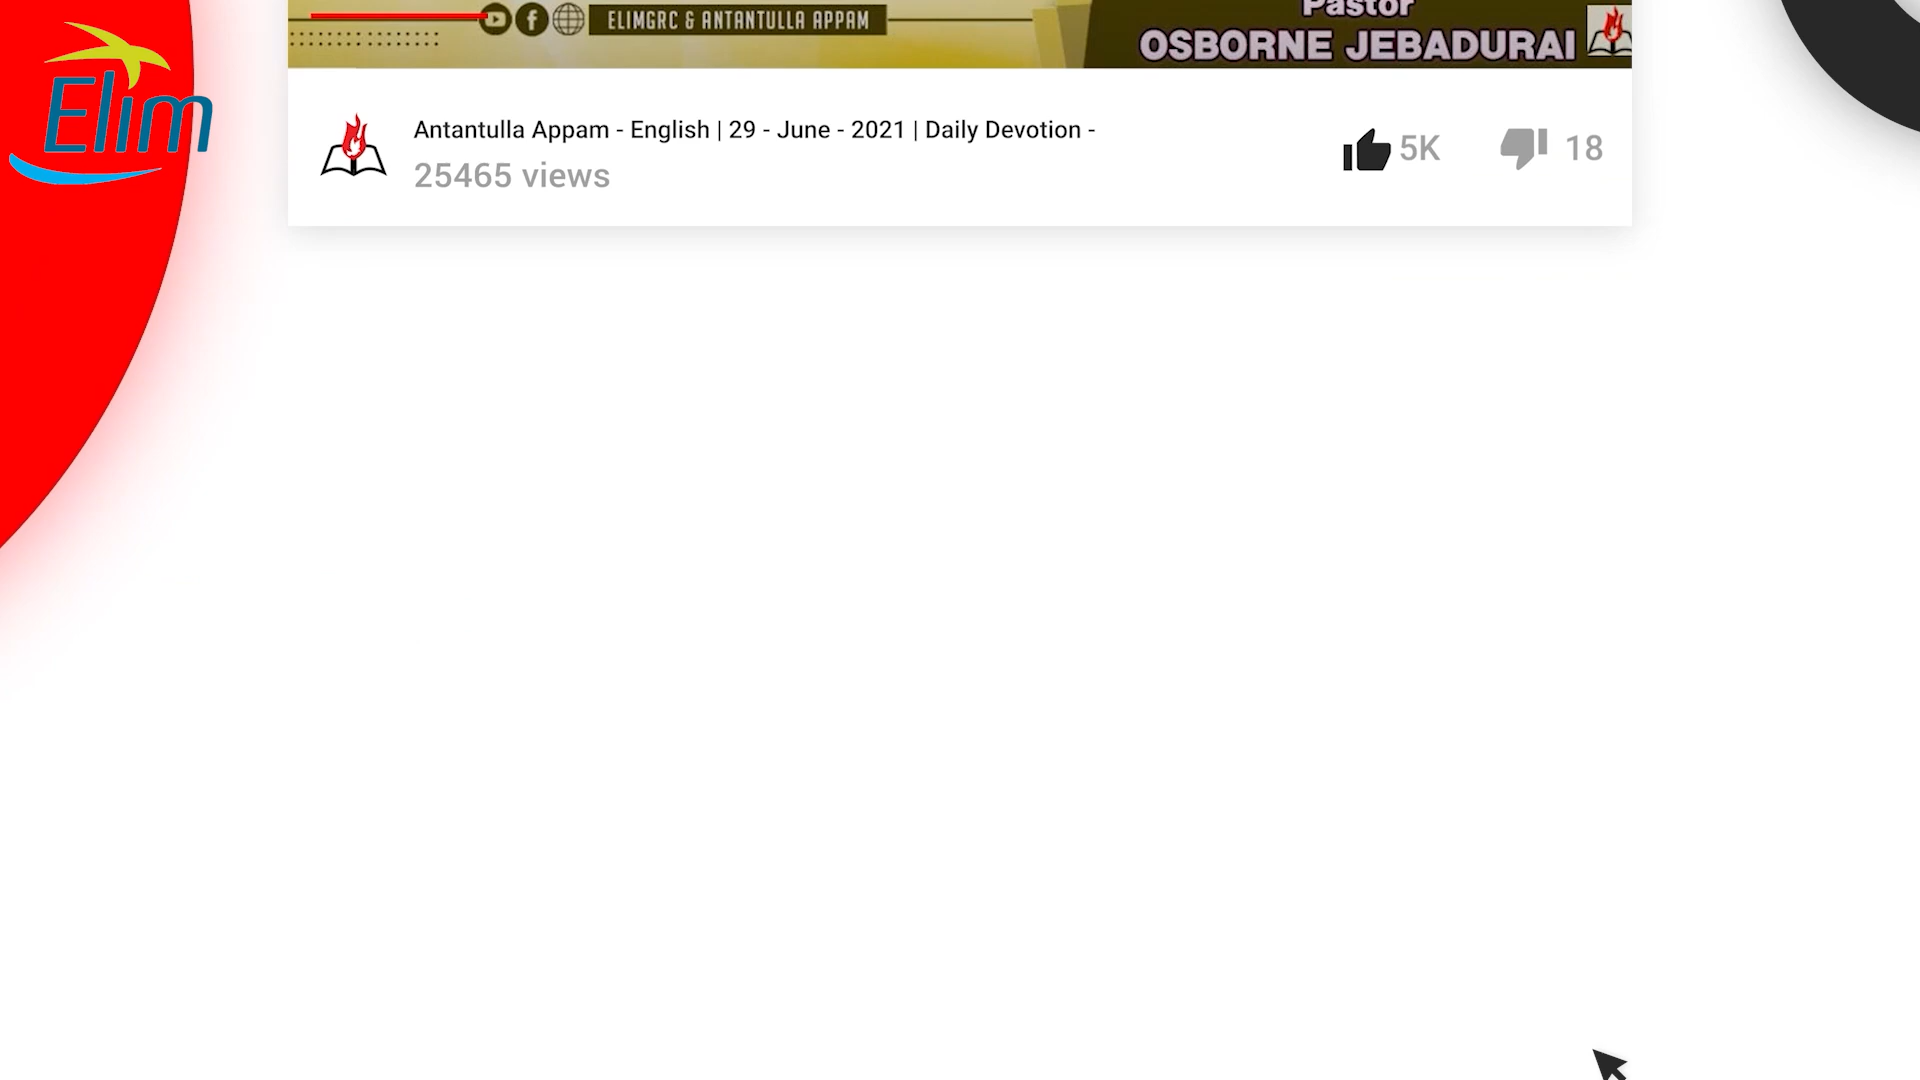 Elim
ELIMGRC & ANTANTULLA APPAM
Pastor
OSBORNE JEBADURAI
Antantulla Appam - English | 29 - June - 2021 | Daily Devotion -
25465 views
5K
18